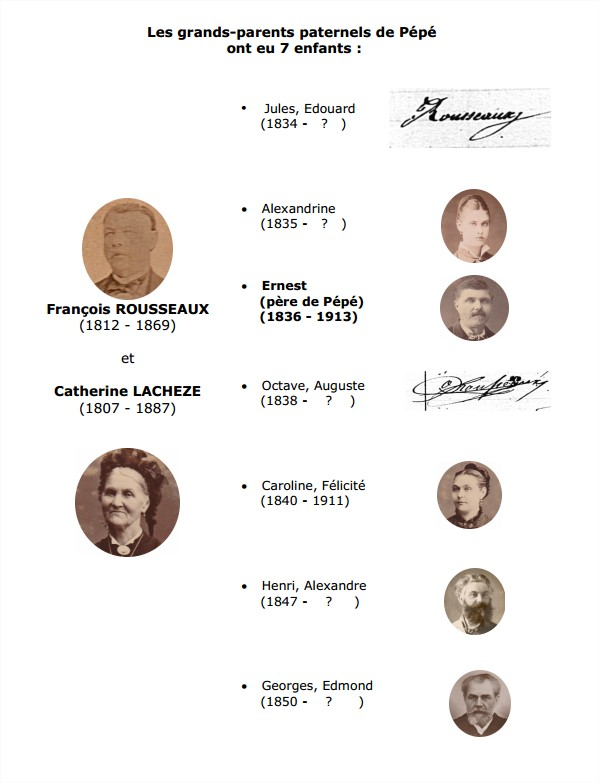 Les grands-parents paternels de Pépé
ont eu 7 enfants :
• Jules, Edouard
(1834 - ? )
Rousseaux
• Alexandrine
(1835 - ? )
• Ernest
(père de Pépé)
(1836 - 1913)
François ROUSSEAUX
(1812 - 1869)
et
Catherine LACHEZE
(1807 - 1887)
• Octave, Auguste
(1838 - ? )
• Caroline, Félicité
(1840 - 1911)
• Henri, Alexandre
(1847 - ? )
• Georges, Edmond
(1850 - ? )